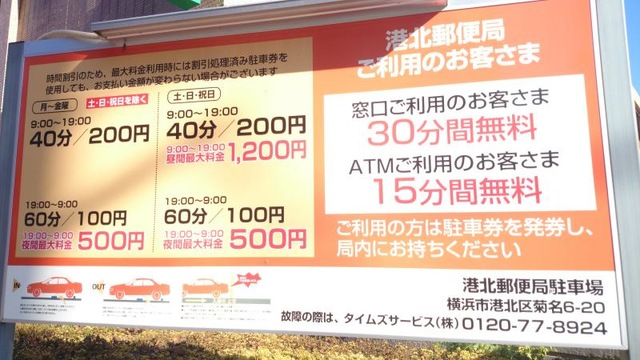 時間割引のため、最大料金利用時には割引処理済み駐車券を
使用しても、お支払い金額が変わらない場合がございます
月～金曜 土・日・祝日を除く
9:00～19:00
40分/200円
19:00～9:00
60分/100円
19:00～9:00
夜間最大料金 500円
土・日・祝日
9:00～19:00
40分/200円
9:00～19:00
昼間最大料金 1,200円
19:00～9:00
60分/100円
19:00～9:00
夜間最大料金 500円
港北郵便局
ご利用のお客さま
窓口ご利用のお客さま
30分間無料
ATMご利用のお客さま
15分間無料
ご利用の方は駐車券を発券し、
局内にお持ちください
IN
OUT
港北郵便局駐車場
横浜市港北区菊名6-20
故障の際は、タイムズサービス(株) 0120-77-8924